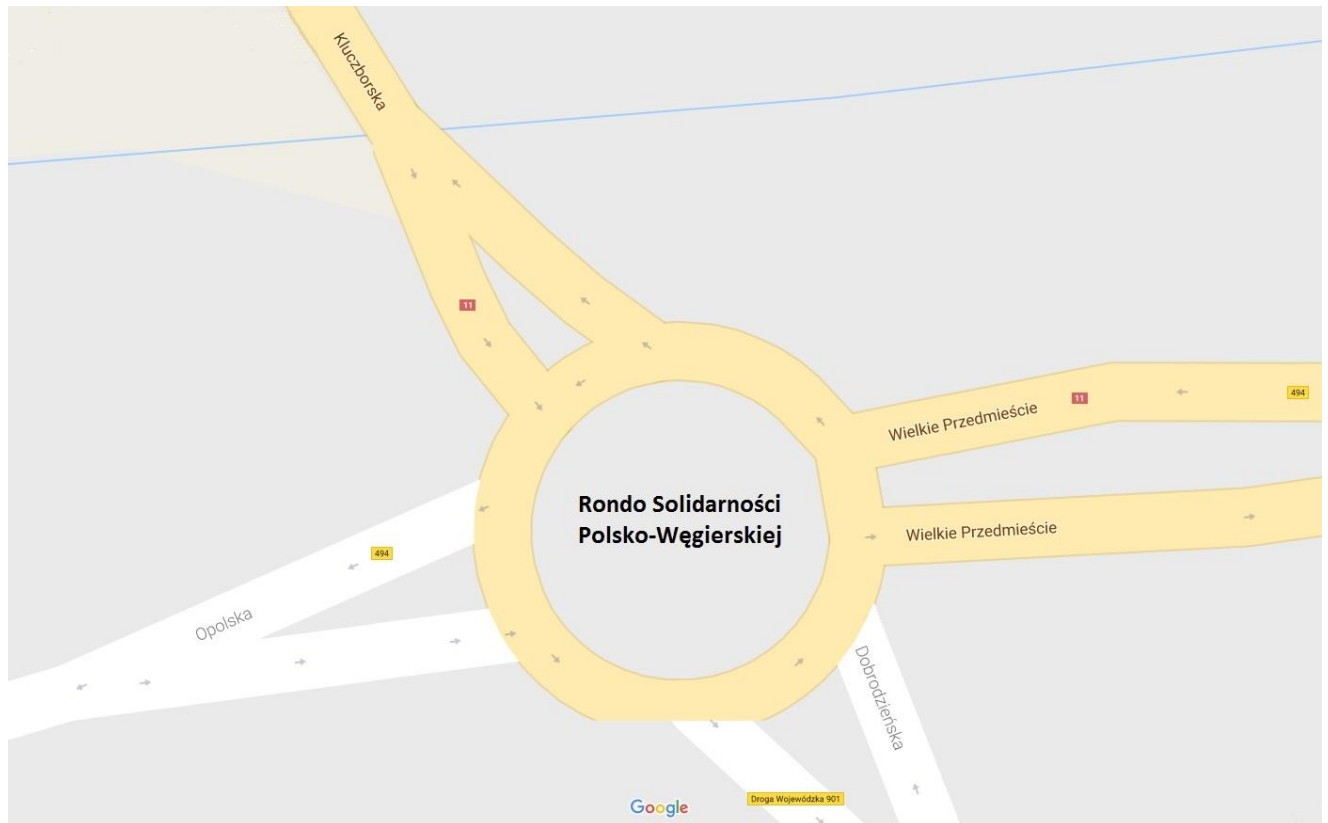 Kluczborska
11
11
494
Wielkie Przedmieście
Rondo Solidarności
Polsko-Węgierskiej
Wielkie Przedmieście
494
Opolska
Dobrodzieńska
Droga Wojewódzka 901
Google